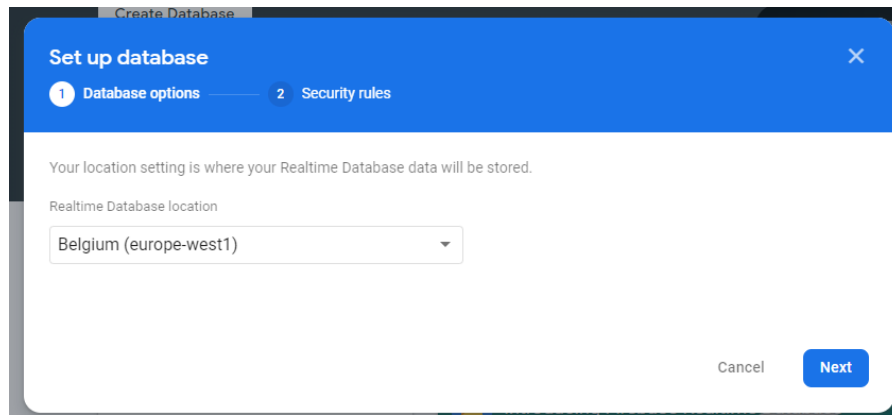 Create Database
Set up database
1 Database options 2 Security rules
Your location setting is where your Realtime Database data will be stored.
Realtime Database location
Belgium (europe-west1)
Cancel Next